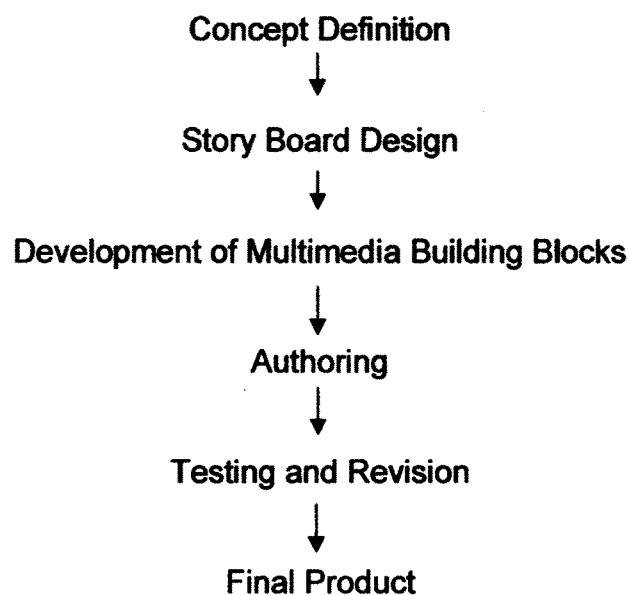 Concept Definition
Story Board Design
Development of Multimedia Building Blocks
Authoring
Testing and Revision
Final Product